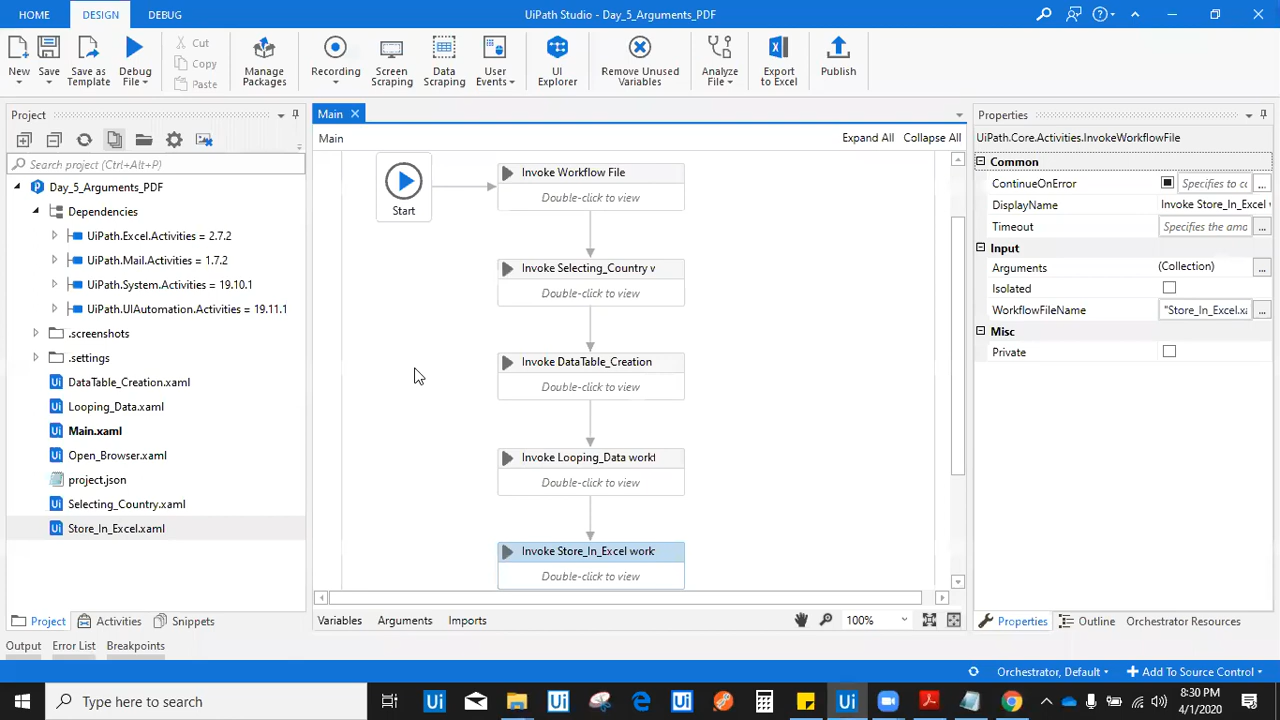 HOME DESIGN DEBUG UiPath Studio - Day_5_Arguments_PDF
New Save Save as Template Debug File Cut Copy Paste Manage Packages Recording Screen Scraping Data Scraping User Events UI Explorer Remove Unused Variables Analyze File Export to Excel Publish
Project
Search project (Ctrl+Alt+P)
Day_5_Arguments_PDF
Dependencies
UiPath.Excel.Activities = 2.7.2
UiPath.Mail.Activities = 1.7.2
UiPath.System.Activities = 19.10.1
UiPath.UIAutomation.Activities = 19.11.1
.screenshots
.settings
DataTable_Creation.xaml
Looping_Data.xaml
Main.xaml
Open_Browser.xaml
project.json
Selecting_Country.xaml
Store_In_Excel.xaml
Project Activities Snippets
Main
Main Expand All Collapse All
Start
Invoke Workflow File
Double-click to view
Invoke Selecting_Country v
Double-click to view
Invoke DataTable_Creation
Double-click to view
Invoke Looping_Data workf
Double-click to view
Invoke Store_In_Excel work
Double-click to view
Variables Arguments Imports 100%
Properties
UiPath.Core.Activities.InvokeWorkflowFile
Common
ContinueOnError Specifies to co ...
DisplayName Invoke Store_In_Excel
Timeout Specifies the amo ...
Input
Arguments (Collection) ...
Isolated
WorkflowFileName "Store_In_Excel.xa ...
Misc
Private
Properties Outline Orchestrator Resources
Output Error List Breakpoints
Orchestrator, Default Add To Source Control
Type here to search
8:30 PM
4/1/2020